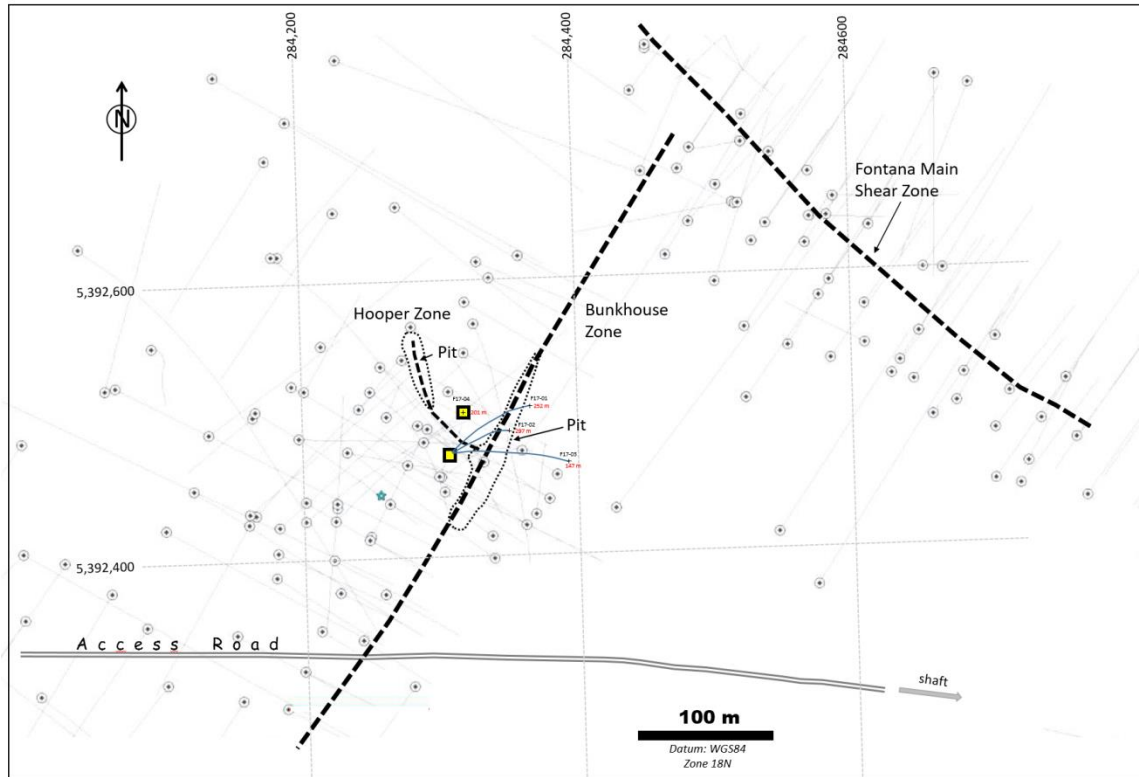 284,200
284,400
284600
N
Fontana Main
Shear Zone
5,392,600
Hooper Zone
Bunkhouse
Zone
Pit
F17-04
201 m
F17-01
252 m
F17-02
Pit
F17-03
147 m
5,392,400
Access Road
shaft
100 m
Datum: WGS84
Zone 18N